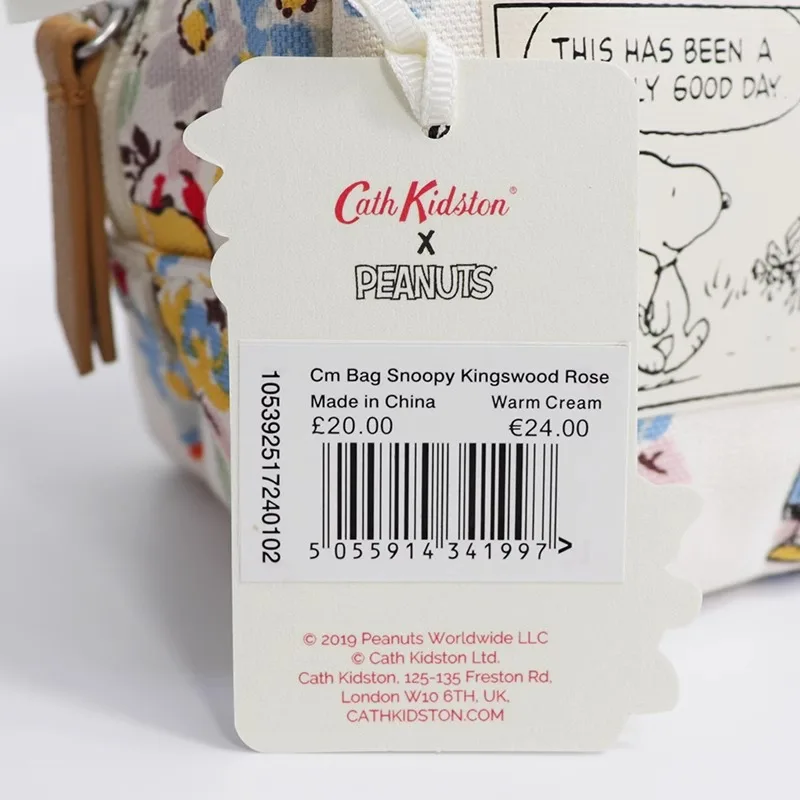 THIS HAS BEEN A
GOOD DAY.
Cath Kidston®
X
PEANUTS
105392517240102
Cm Bag Snoopy Kingswood Rose
Made in China Warm Cream
£20.00 €24.00
5 055914 341997 >
© 2019 Peanuts Worldwide LLC
© Cath Kidston Ltd.
Cath Kidston, 125-135 Freston Rd,
London W10 6TH, UK,
CATHKIDSTON.COM